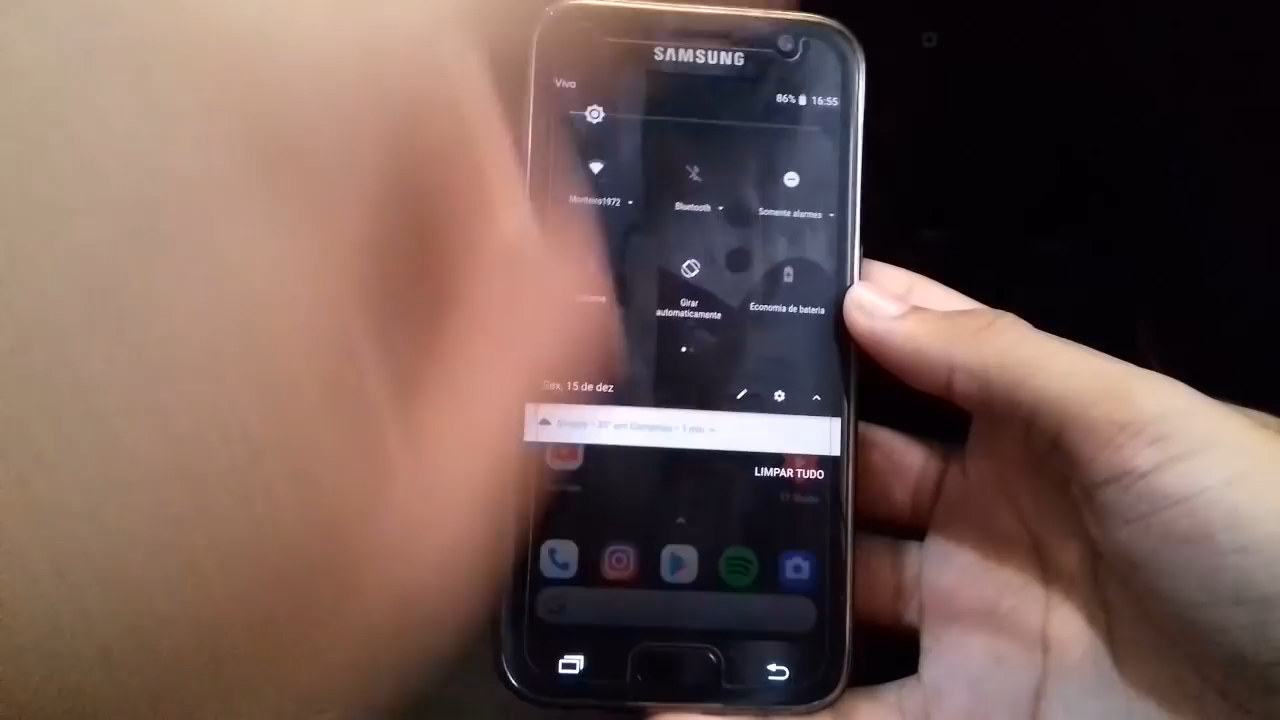 SAMSUNG
Vivo
86% 16:55
Monteiro1972
Bluetooth
Somente alarmes
Girar
automaticamente
Economia de bateria
Sex, 15 de dez
LIMPAR TUDO